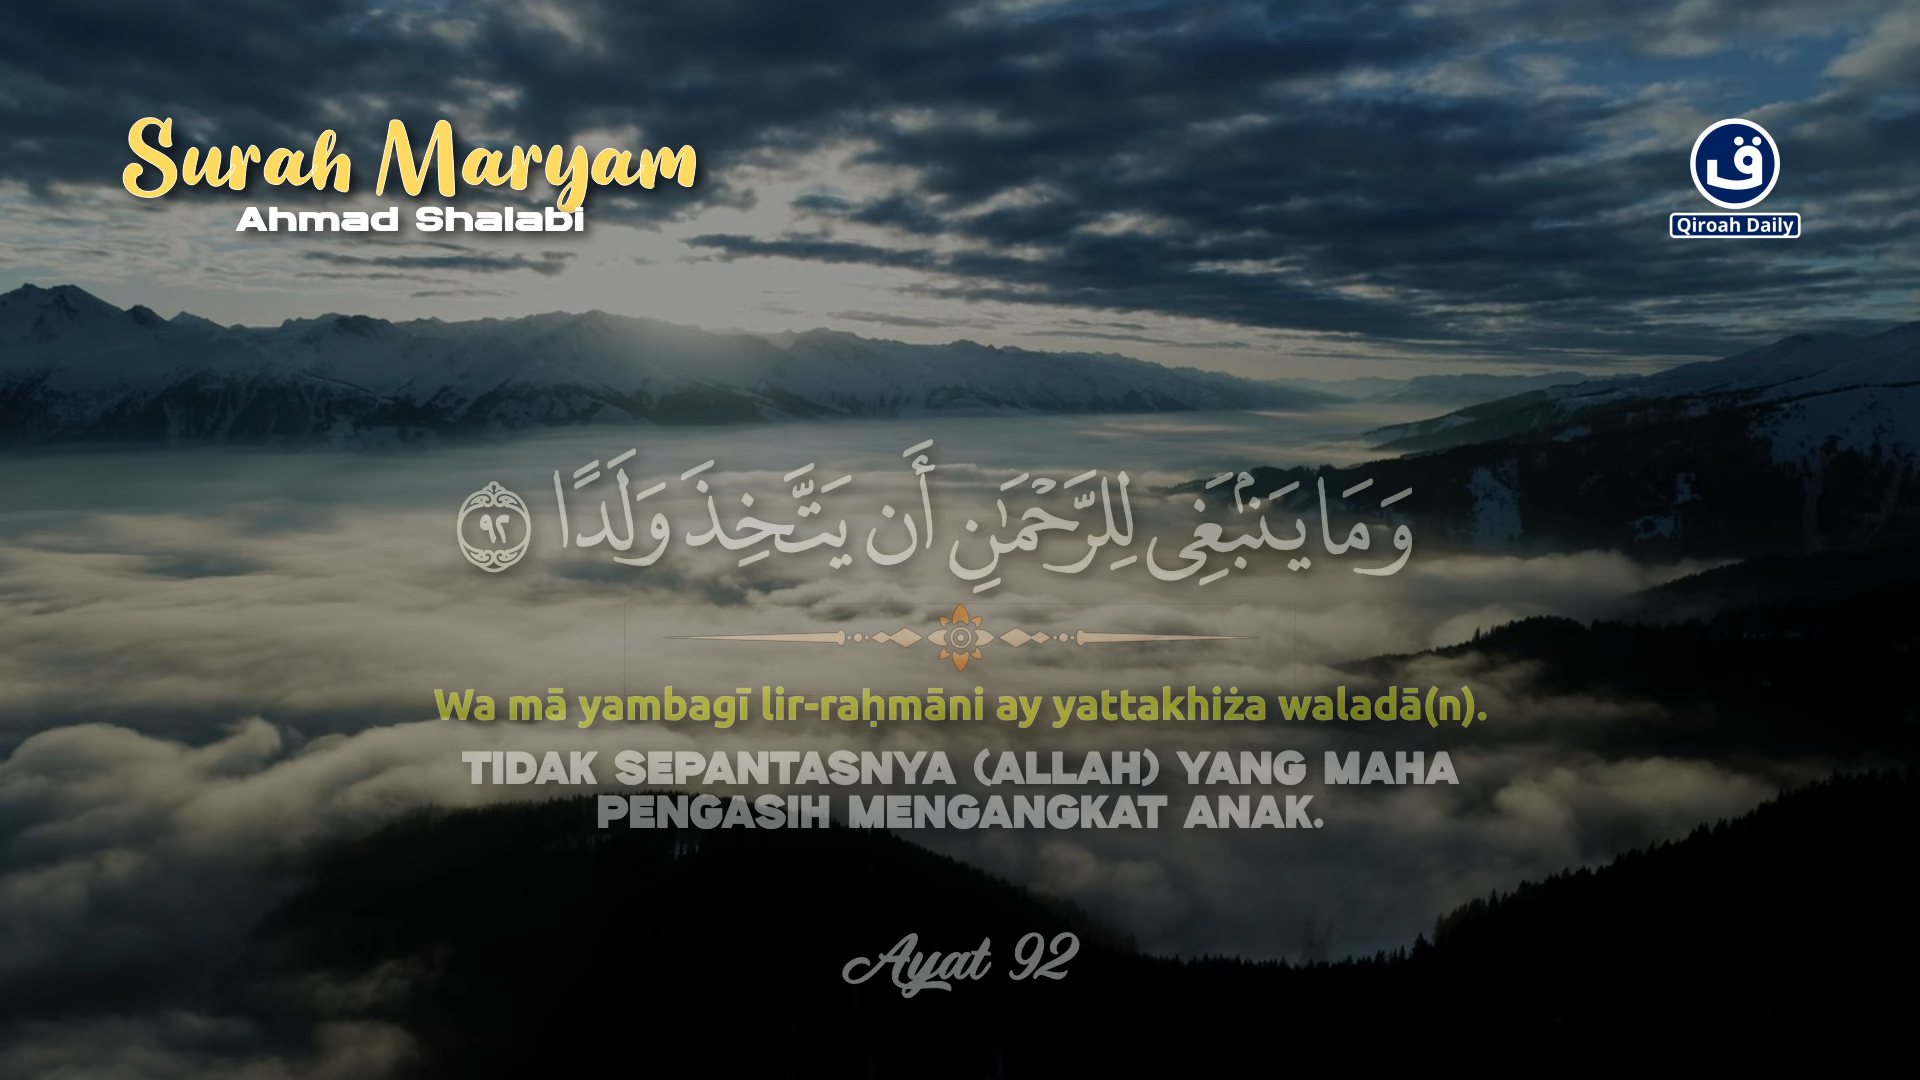 Surah Maryam
Ahmad Shalabi
ق
Qiroah Daily
وَمَا يَنۢبَغِى لِلرَّحْمَـٰنِ أَن يَتَّخِذَ وَلَدًا ٩٢
Wa mā yambagī lir-raḥmāni ay yattakhiża waladā(n).
TIDAK SEPANTASNYA (ALLAH) YANG MAHA
PENGASIH MENGANGKAT ANAK.
Ayat 92